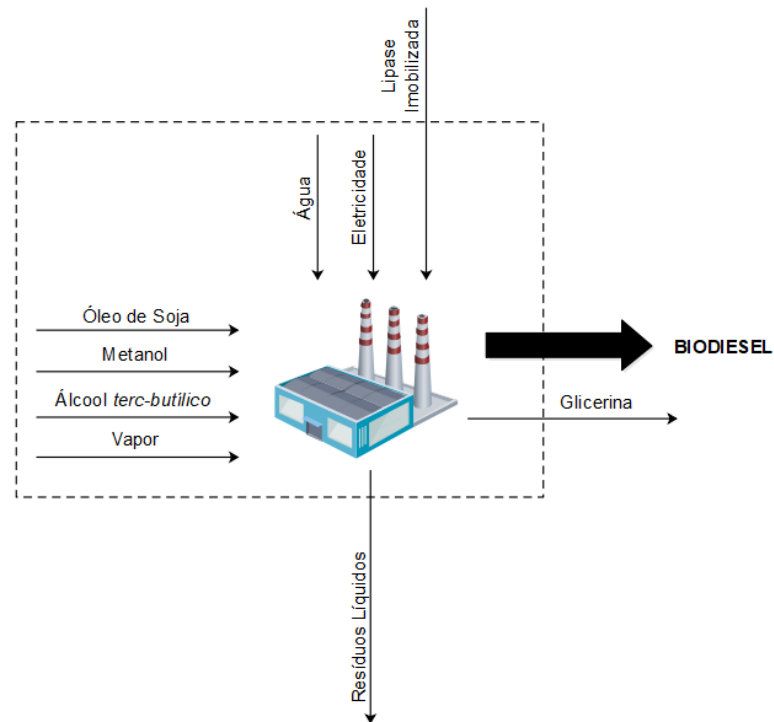 Lipase
Imobilizada
Água
Eletricidade
Óleo de Soja
Metanol
Álcool terc-butílico
Vapor
BIODIESEL
Glicerina
Resíduos Líquidos